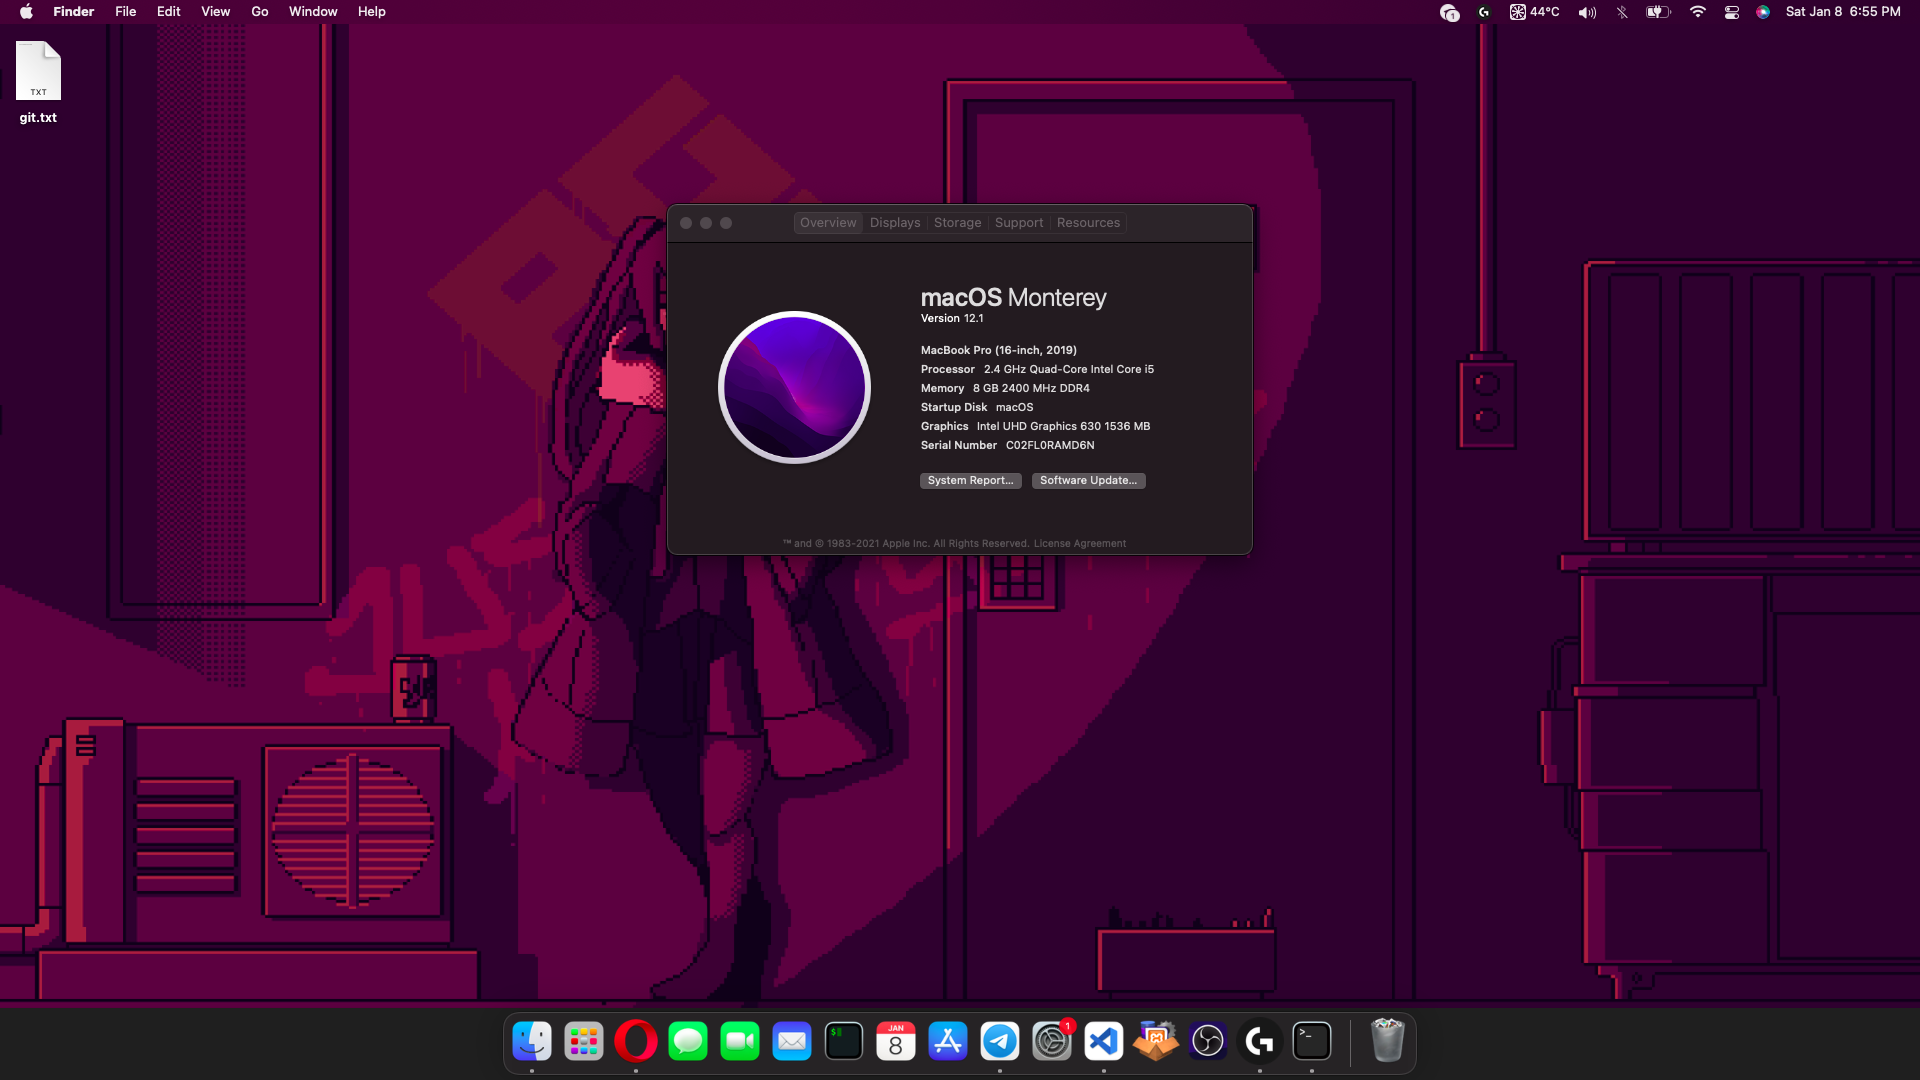 Finder File Edit View Go Window Help
1 44°C Sat Jan 8 6:55 PM
TXT
git.txt
Overview Displays Storage Support Resources
macOS Monterey
Version 12.1
MacBook Pro (16-inch, 2019)
Processor 2.4 GHz Quad-Core Intel Core i5
Memory 8 GB 2400 MHz DDR4
Startup Disk macOS
Graphics Intel UHD Graphics 630 1536 MB
Serial Number C02FL0RAMD6N
System Report... Software Update...
™ and © 1983-2021 Apple Inc. All Rights Reserved. License Agreement
JAN
8
1